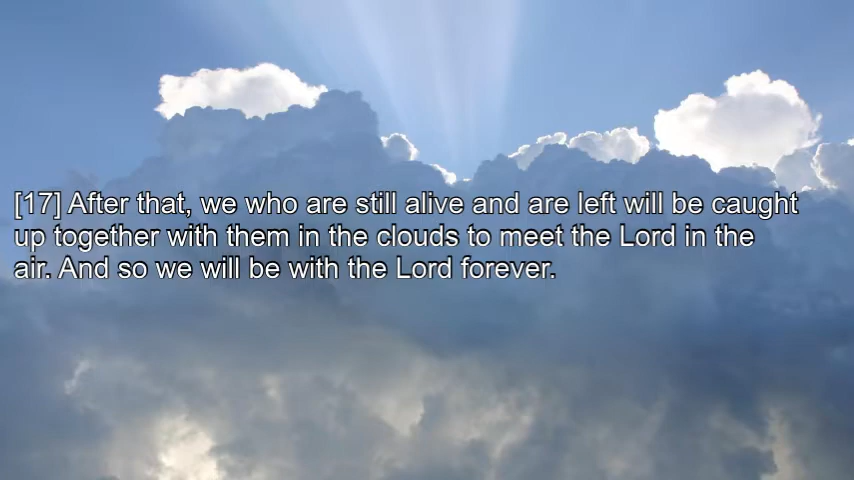 [17] After that, we who are still alive and are left will be caught
up together with them in the clouds to meet the Lord in the
air. And so we will be with the Lord forever.